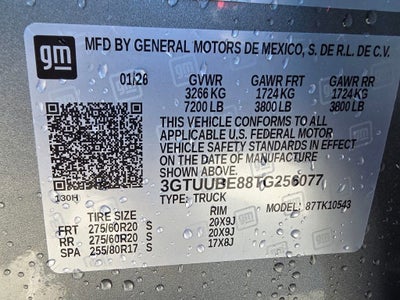 gm
MFD BY GENERAL MOTORS DE MEXICO, S. DE R.L. DE C.V.
01/26 GVWR GAWR FRT GAWR RR
3266 KG 1724 KG 1724 KG
7200 LB 3800 LB 3800 LB
THIS VEHICLE CONFORMS TO ALL APPLICABLE
U.S. FEDERAL MOTOR
VEHICLE SAFETY STANDARDS IN EFFECT
ON THE DATE OF MANUFACTURE
SHOWN ABOVE.
3GTUUBE88TG256077
130H TYPE: TRUCK
MODEL: 87TK10543
TIRE SIZE RIM
FRT 275/60R20 S 20X9J
RR 275/60R20 S 20X9J
SPA 255/80R17 S 17X8J